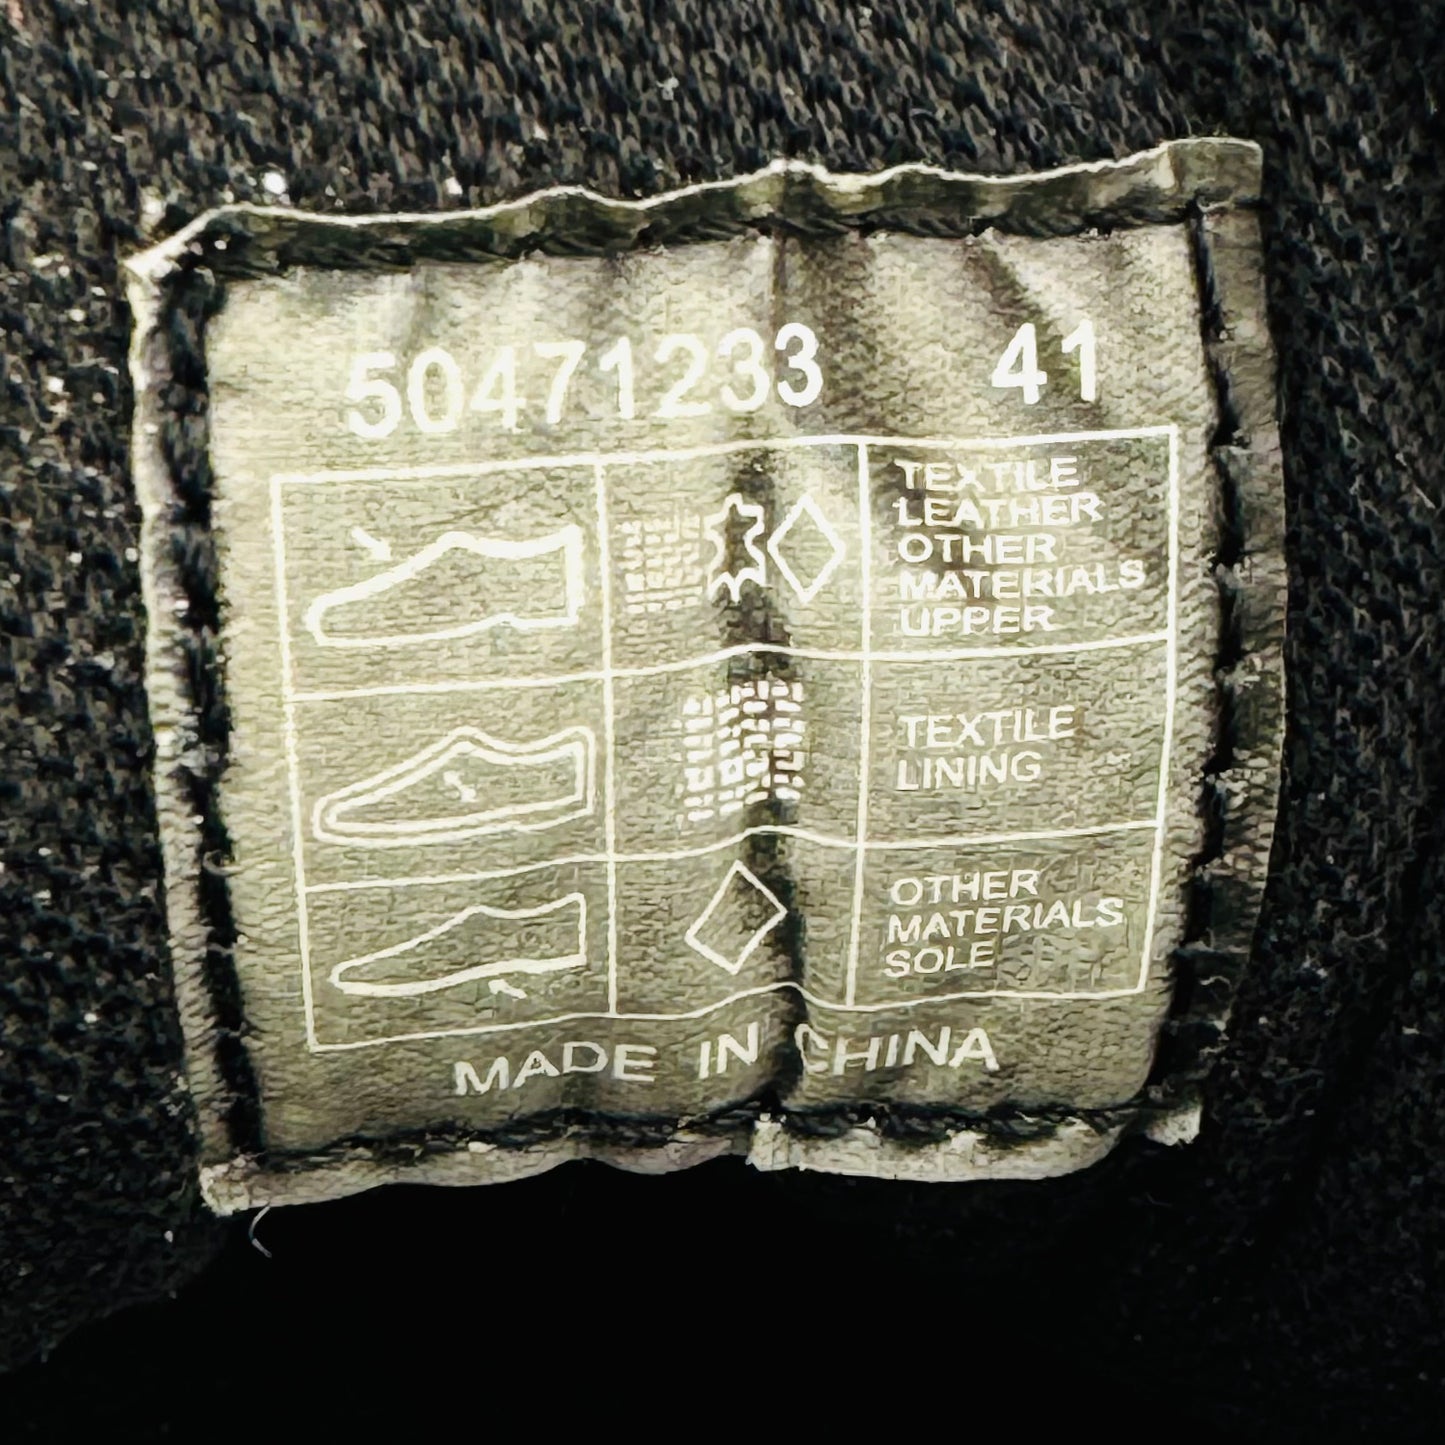 50471233 41
TEXTILE
LEATHER
OTHER
MATERIALS
UPPER
TEXTILE
LINING
OTHER
MATERIALS
SOLE
MADE IN CHINA